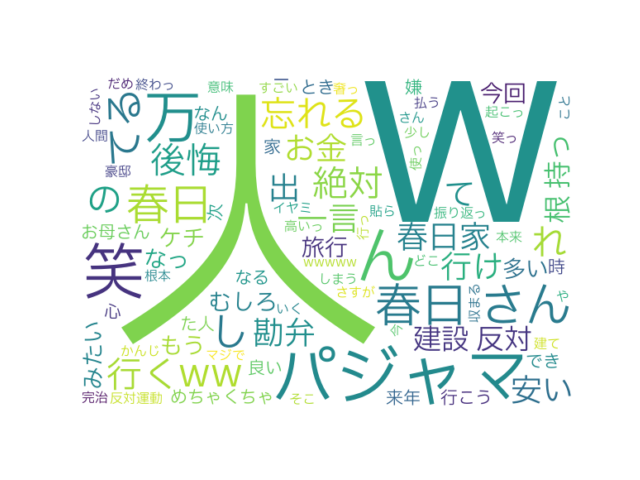 だめ
終わっ
意味
すごい
一
とき
奢っ
嫌
今回
しない
てる
万
なん
使い方
忘れる
払う
さん
起こっ
こと
人間
後悔
家
お金
言っ
少し
笑っ
豪邸
人
W
の
春日
穴
出
イヤミ
絶対
使っ
て
根
持っ
お母さん
ケチ
高いっ
一言
貼ら
振り返っ
れ
笑
なっ
根本
旅行
行っ
ん
春日家
本来
wwwww
どこ
行け
多い
時
心
なる
むしろ
いく
しまう
さすが
春日
さん
収まる
や
みたい
た人
し
勘弁
今
建設
反対
建て
かんじ
もう
マジで
行く
ww
良い
パジャマ
でき
安い
完治
反対運動
めちゃくちゃ
そこ
来年
行こう